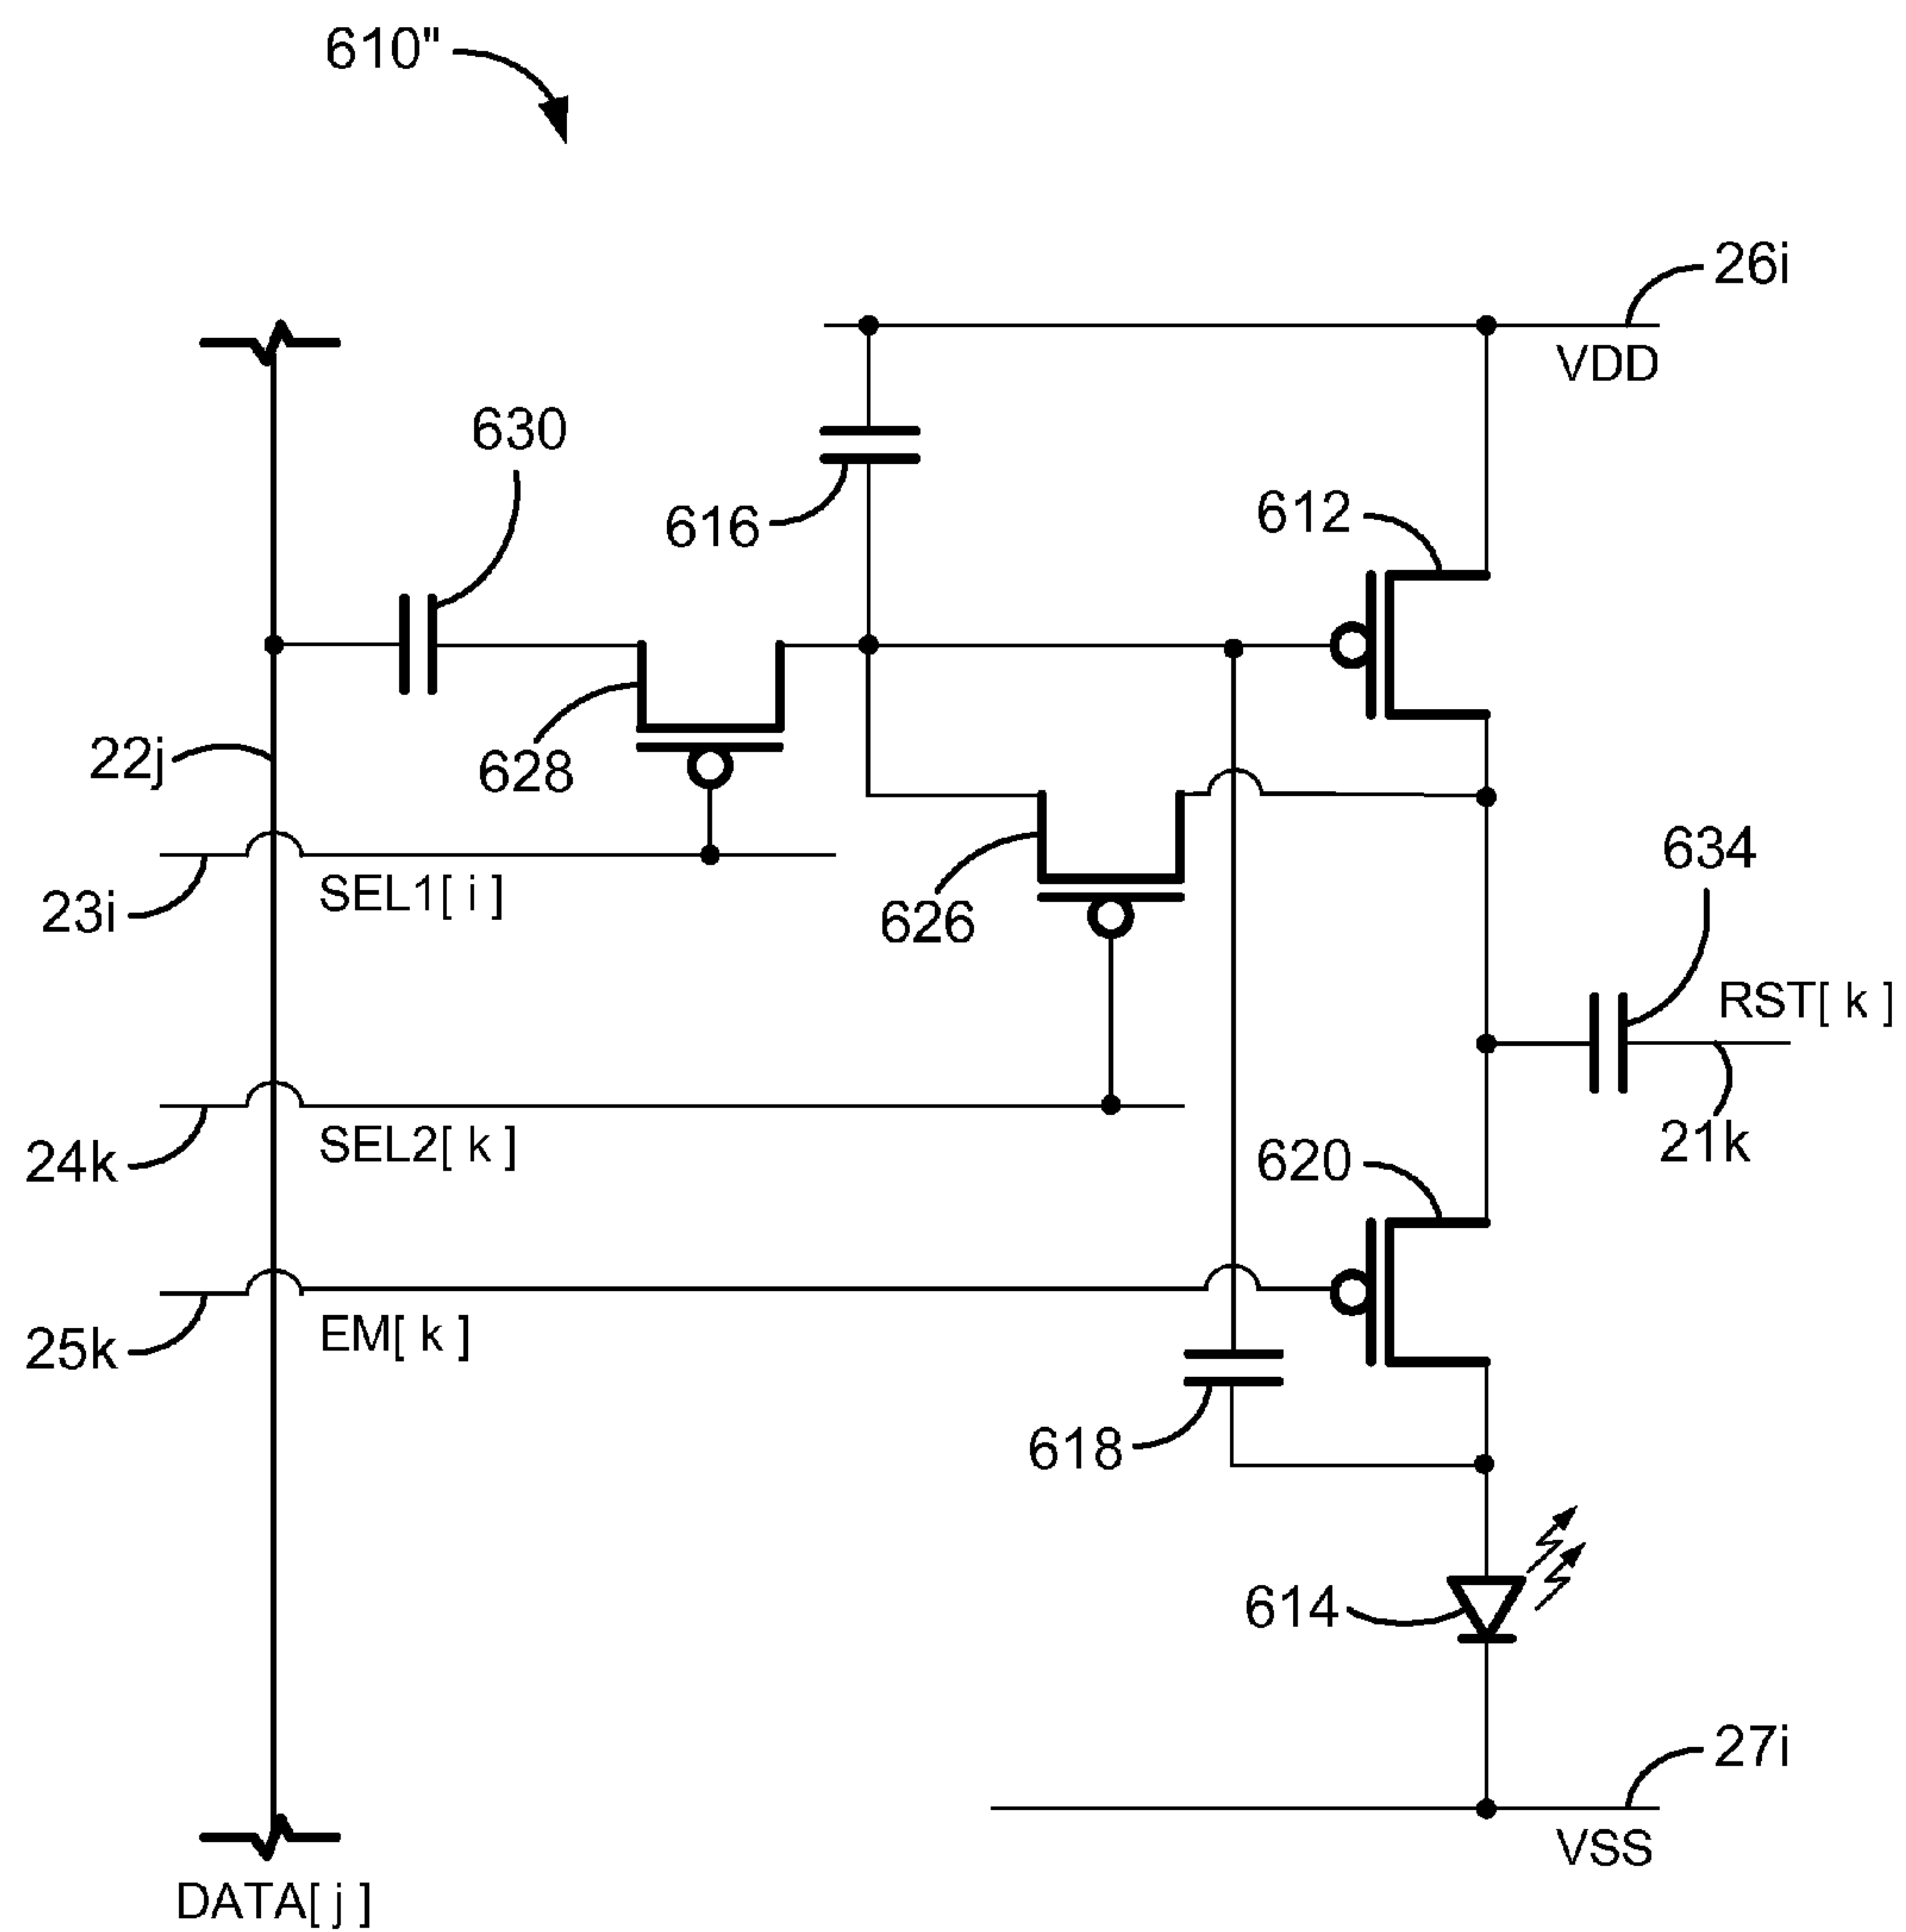 610"
26i
VDD
630
616
612
22j
628
634
23i
SEL1[ i ]
626
RST[ k ]
24k
SEL2[ k ]
620
21k
25k
EM[ k ]
618
614
27i
VSS
DATA[ j ]